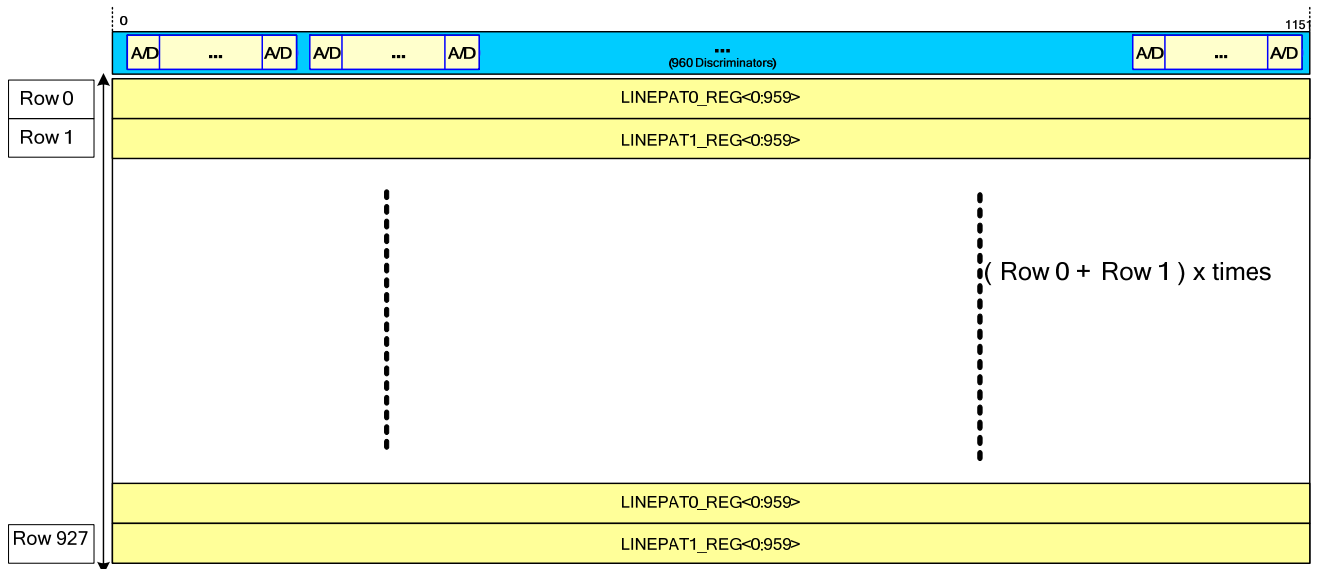 0
1151
A/D ... A/D A/D ... A/D ... A/D ... A/D
(960 Discriminators)
Row 0 LINEPAT0_REG<0:959>
Row 1 LINEPAT1_REG<0:959>
( Row 0 + Row 1 ) x times
LINEPAT0_REG<0:959>
Row 927 LINEPAT1_REG<0:959>